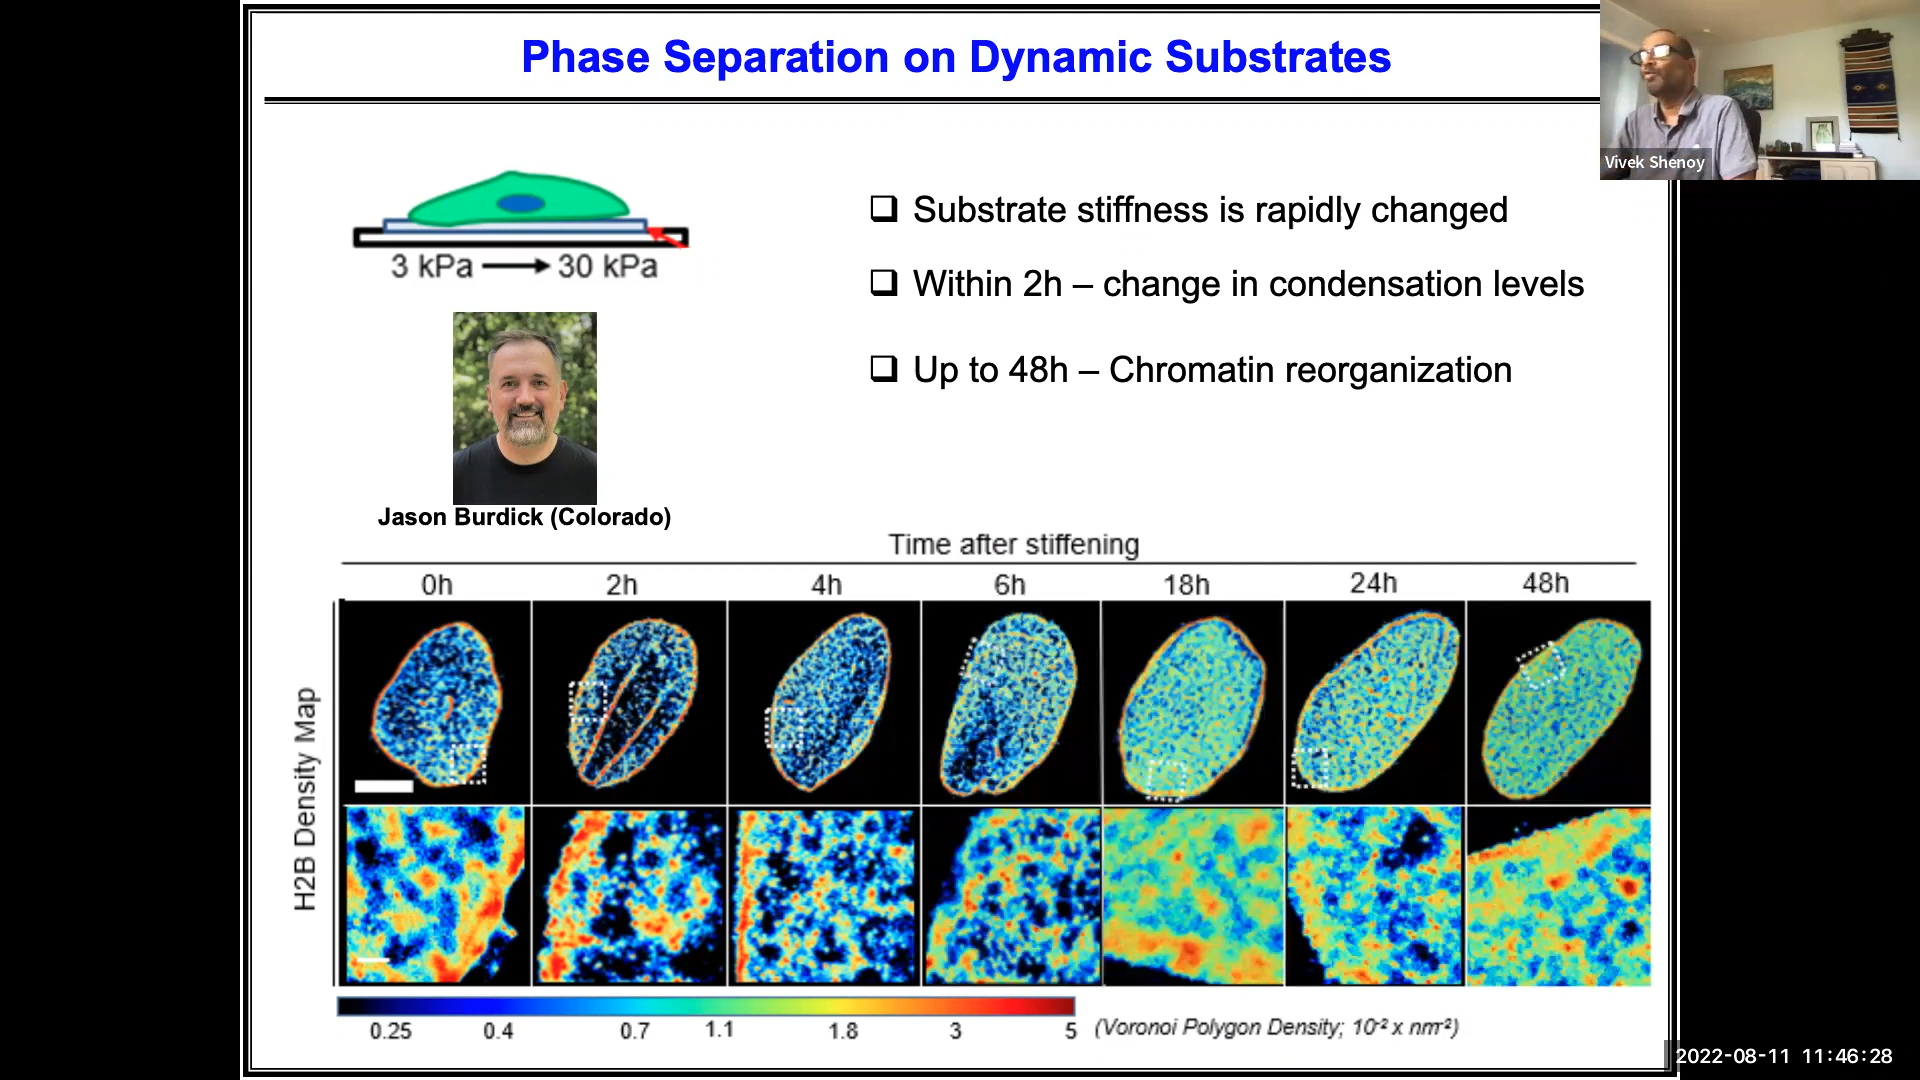 Phase Separation on Dynamic Substrates
Vivek Shenoy
3 kPa → 30 kPa
❑ Substrate stiffness is rapidly changed
❑ Within 2h – change in condensation levels
❑ Up to 48h – Chromatin reorganization
Jason Burdick (Colorado)
Time after stiffening
0h 2h 4h 6h 18h 24h 48h
H2B Density Map
0.25 0.4 0.7 1.1 1.8 3 5 (Voronoi Polygon Density; 10⁻² x nm⁻²)
2022-08-11 11:46:28